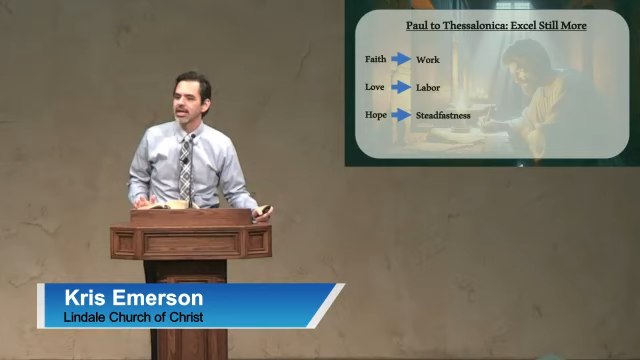 Paul to Thessalonica: Excel Still More
Faith Work
Love Labor
Hope Steadfastness
Kris Emerson
Lindale Church of Christ